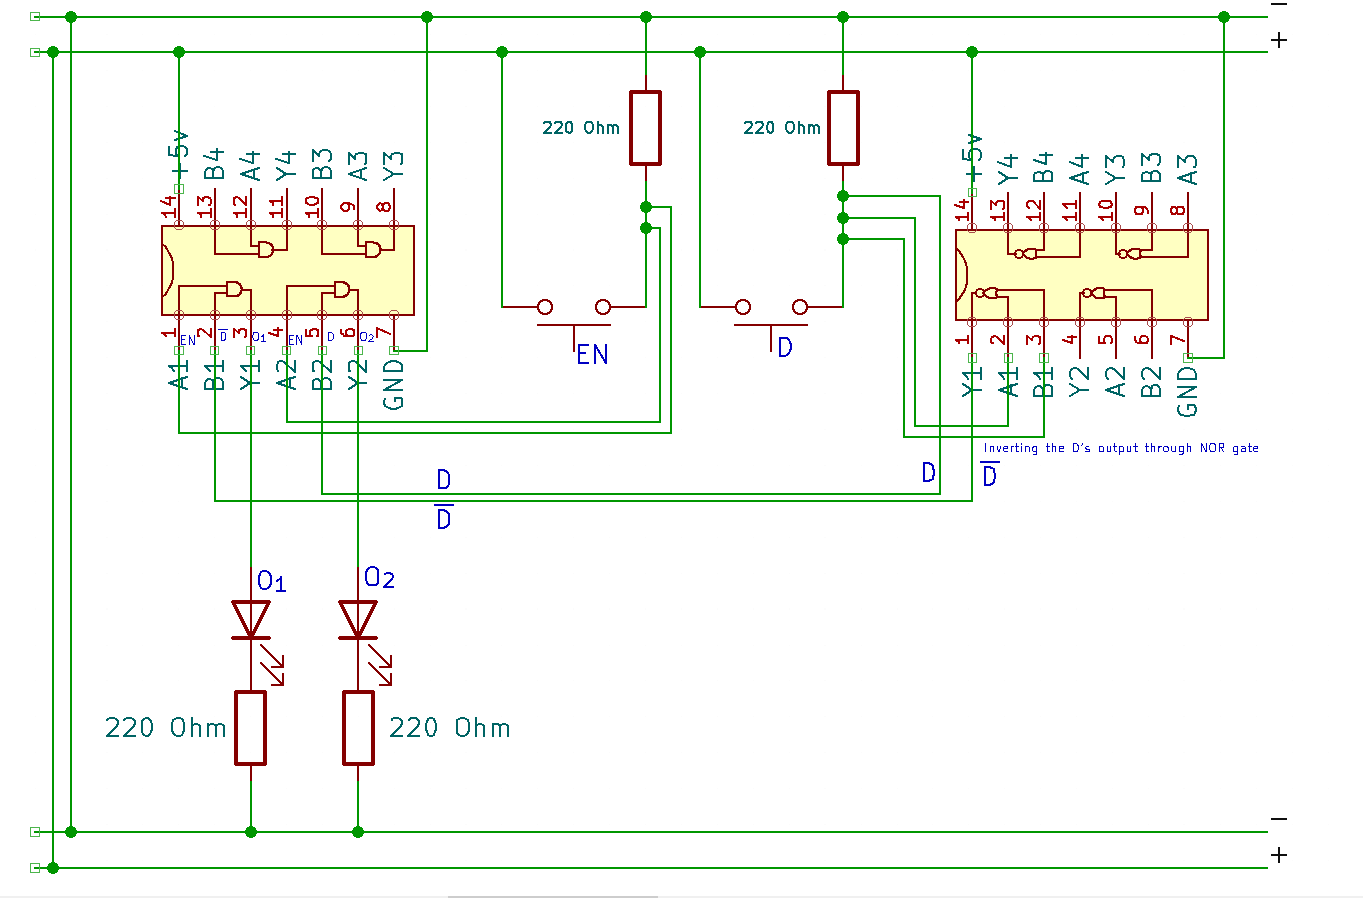 −
+
220 Ohm
220 Ohm
+5v B4 A4 Y4 B3 A3 Y3
14 13 12 11 10 9 8
+5v Y4 B4 A4 Y3 B3 A3
14 13 12 11 10 9 8
1 2 3 4 5 6 7
EN D̅ O1 EN D O2
A1 B1 Y1 A2 B2 Y2 GND
EN
D
1 2 3 4 5 6 7
Y1 A1 B1 Y2 A2 B2 GND
Inverting the D's output through NOR gate
D
D̅
D
D̅
O1
O2
220 Ohm
220 Ohm
−
+